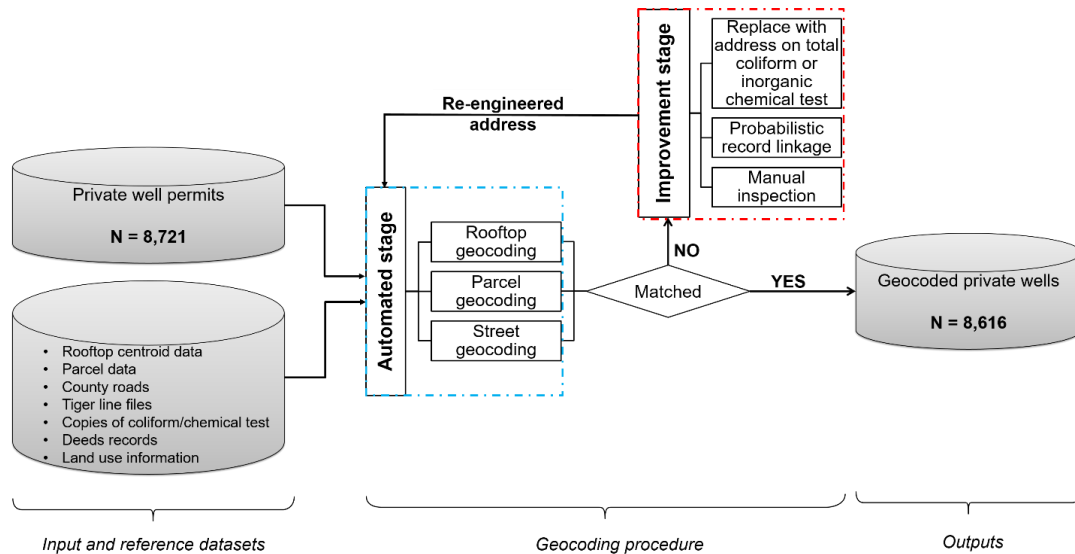 Private well permits
N = 8,721
• Rooftop centroid data
• Parcel data
• County roads
• Tiger line files
• Copies of coliform/chemical test
• Deeds records
• Land use information
Input and reference datasets
Re-engineered
address
Automated stage
Rooftop
geocoding
Parcel
geocoding
Street
geocoding
Matched
NO
YES
Improvement stage
Replace with
address on total
coliform or
inorganic
chemical test
Probabilistic
record linkage
Manual
inspection
Geocoding procedure
Geocoded private wells
N = 8,616
Outputs